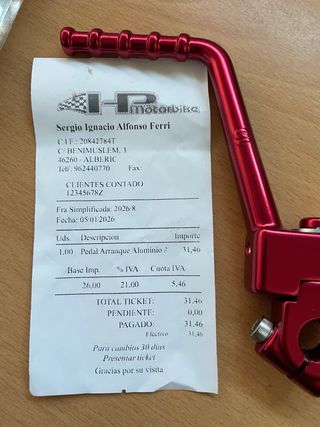 HP
Motorbike
Sergio Ignacio Alfonso Ferri
C.I.F.: 20842784T
C/ BENIMUSLEM, 3
46260 - ALBERIC
Telf: 962440770 Fax:
CLIENTES CONTADO
12345678Z
Fra Simplificada: 2026/8
Fecha: 05/01/2026
Uds. Descripción Importe
1,00 Pedal Arranque Aluminio 31,46
Base Imp. % IVA Cuota IVA
26,00 21,00 5,46
TOTAL TICKET: 31,46
PENDIENTE: 0,00
PAGADO: 31,46
Efectivo 31,46
Para cambios 30 días
Presentar ticket
Gracias por su visita